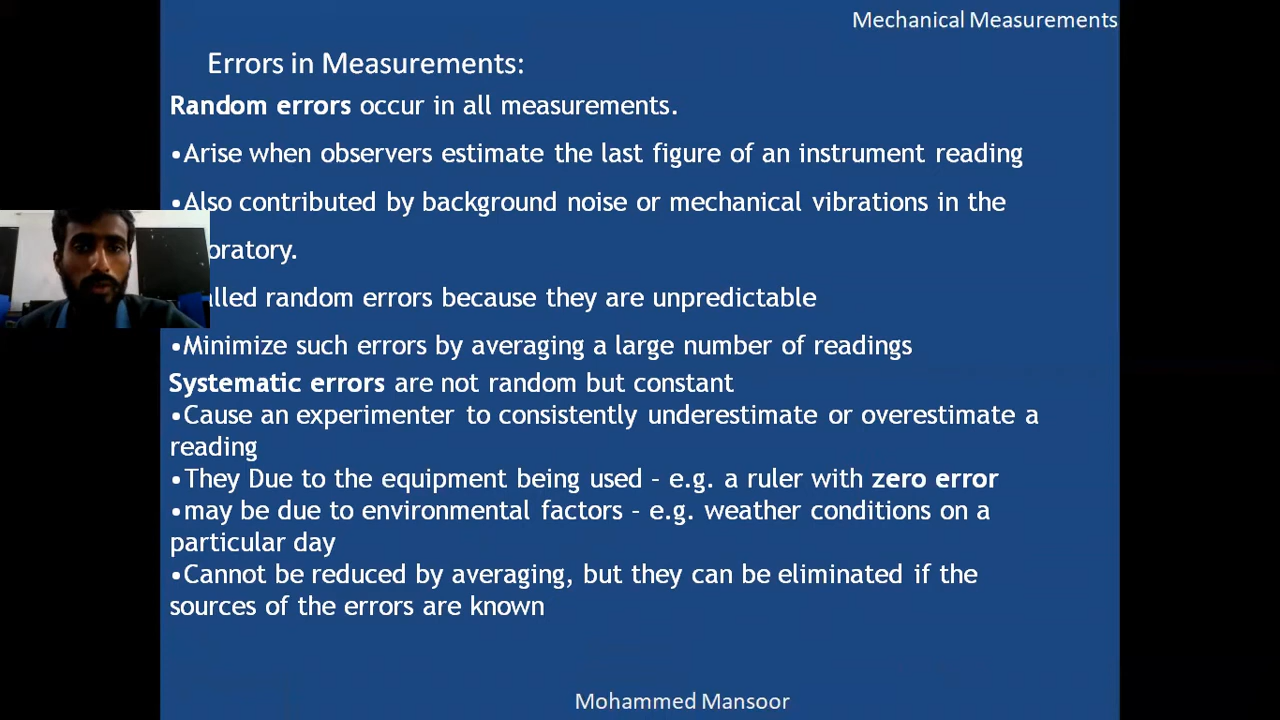 Mechanical Measurements
Errors in Measurements:
Random errors occur in all measurements.
•Arise when observers estimate the last figure of an instrument reading
•Also contributed by background noise or mechanical vibrations in the
oratory.
alled random errors because they are unpredictable
•Minimize such errors by averaging a large number of readings
Systematic errors are not random but constant
•Cause an experimenter to consistently underestimate or overestimate a
reading
•They Due to the equipment being used – e.g. a ruler with zero error
•may be due to environmental factors – e.g. weather conditions on a
particular day
•Cannot be reduced by averaging, but they can be eliminated if the
sources of the errors are known
Mohammed Mansoor